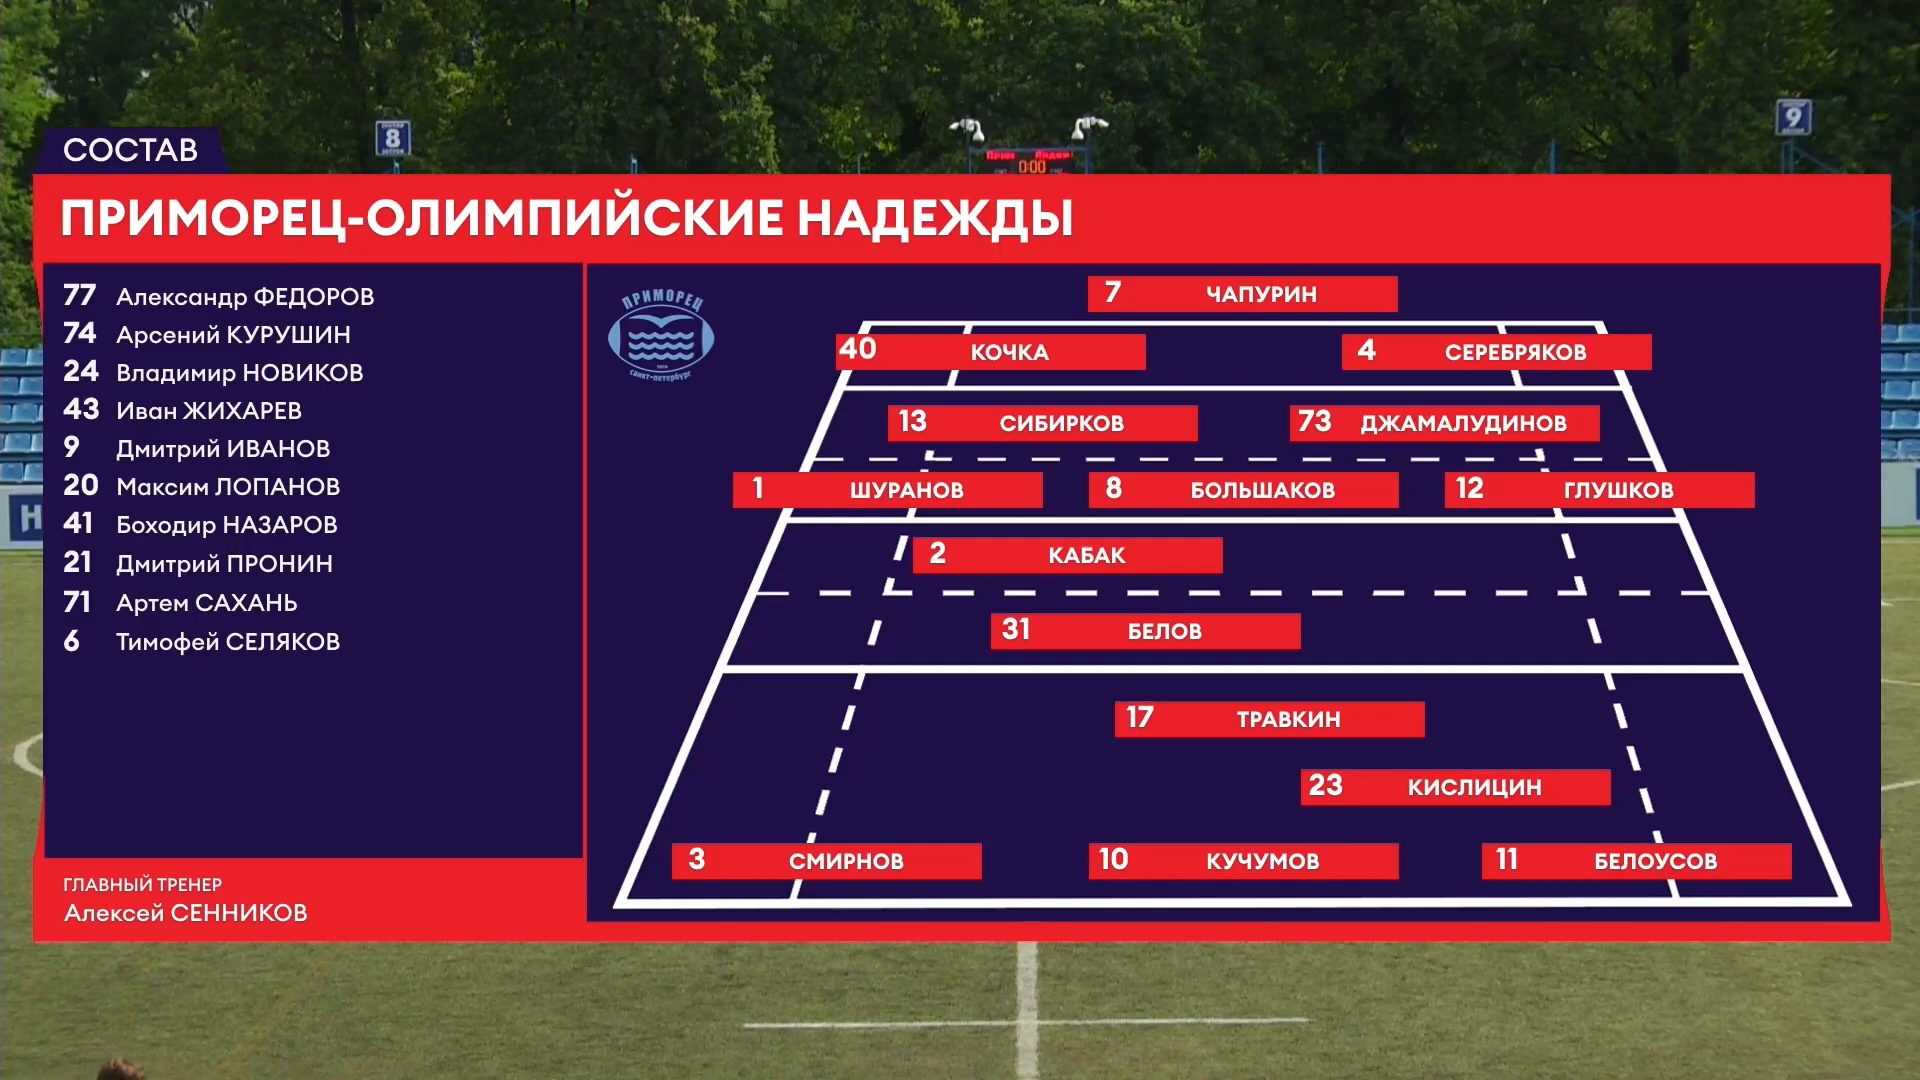 8
9
0:00
СОСТАВ
ПРИМОРЕЦ-ОЛИМПИЙСКИЕ НАДЕЖДЫ
77 Александр ФЕДОРОВ
74 Арсений КУРУШИН
24 Владимир НОВИКОВ
43 Иван ЖИХАРЕВ
9 Дмитрий ИВАНОВ
20 Максим ЛОПАНОВ
41 Боходир НАЗАРОВ
21 Дмитрий ПРОНИН
71 Артем САХАНЬ
6 Тимофей СЕЛЯКОВ
ГЛАВНЫЙ ТРЕНЕР
Алексей СЕННИКОВ
ПРИМОРЕЦ
санкт-петербург
7 ЧАПУРИН
40 КОЧКА
4 СЕРЕБРЯКОВ
13 СИБИРКОВ
73 ДЖАМАЛУДИНОВ
1 ШУРАНОВ
8 БОЛЬШАКОВ
12 ГЛУШКОВ
2 КАБАК
31 БЕЛОВ
17 ТРАВКИН
23 КИСЛИЦИН
3 СМИРНОВ
10 КУЧУМОВ
11 БЕЛОУСОВ